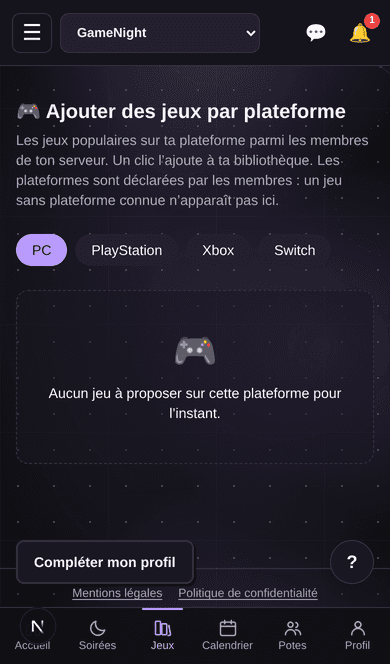 GameNight
1
🎮 Ajouter des jeux par plateforme
Les jeux populaires sur ta plateforme parmi les membres
de ton serveur. Un clic l'ajoute à ta bibliothèque. Les
plateformes sont déclarées par les membres : un jeu
sans plateforme connue n'apparaît pas ici.
PC PlayStation Xbox Switch
Aucun jeu à proposer sur cette plateforme pour
l'instant.
Compléter mon profil
?
Mentions légales Politique de confidentialité
N
Accueil Soirées Jeux Calendrier Potes Profil